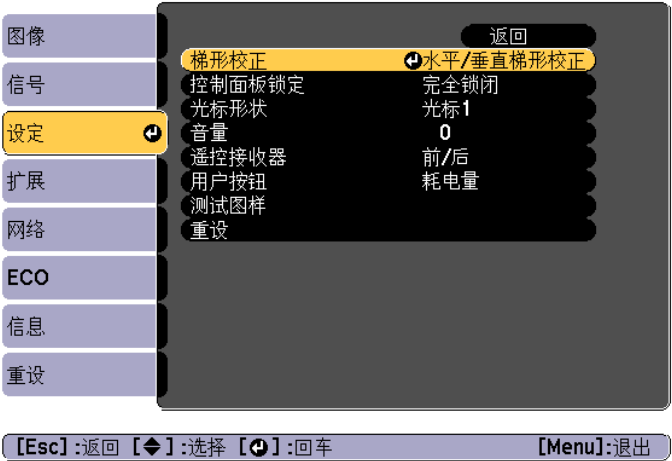 图像
信号
设定
扩展
网络
ECO
信息
重设
返回
梯形校正 水平/垂直梯形校正
控制面板锁定 完全锁闭
光标形状 光标1
音量 0
遥控接收器 前/后
用户按钮 耗电量
测试图样
重设
[Esc]:返回 [◆]:选择 [⏎]:回车 [Menu]:退出